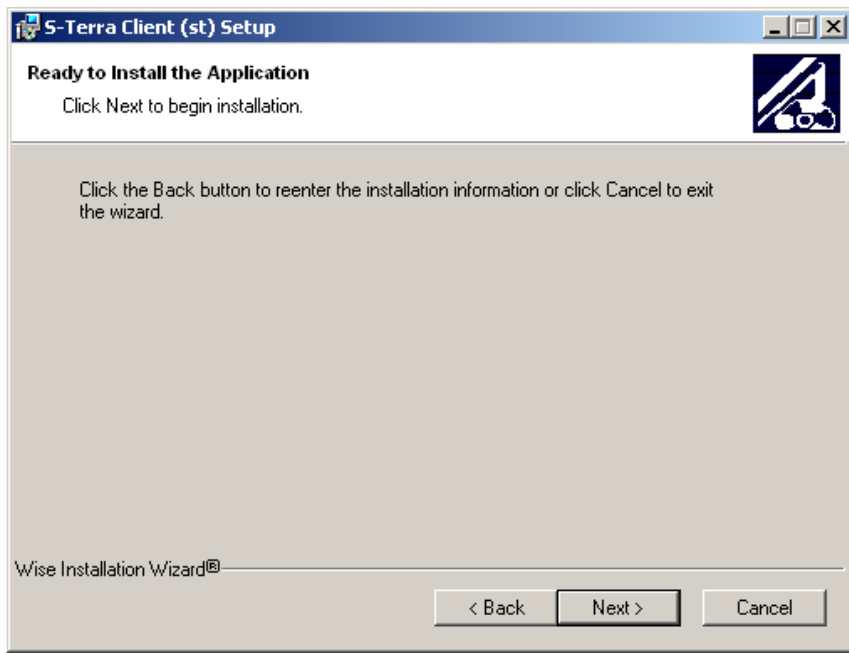 S-Terra Client (st) Setup
Ready to Install the Application
Click Next to begin installation.
Click the Back button to reenter the installation information or click Cancel to exit
the wizard.
Wise Installation Wizard®
< Back
Next >
Cancel